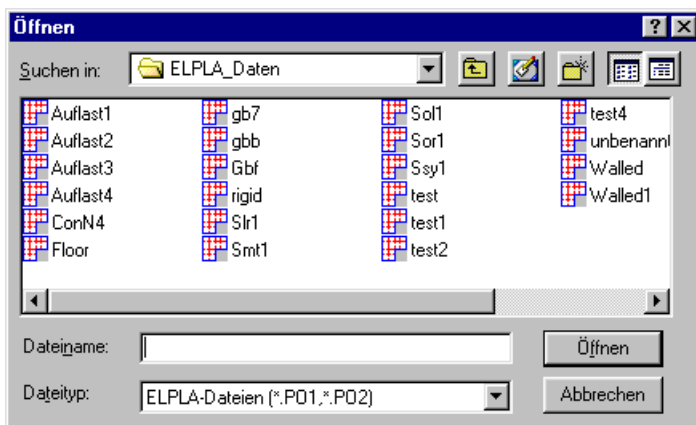 Öffnen
Suchen in: ELPLA_Daten
Auflast1 gb7 Sol1 test4
Auflast2 gbb Sor1 unbenannt
Auflast3 Gbf Ssy1 Walled
Auflast4 rigid test Walled1
ConN4 Slr1 test1
Floor Smt1 test2
Dateiname: Öffnen
Dateityp: ELPLA-Dateien (*.PO1,*.PO2) Abbrechen